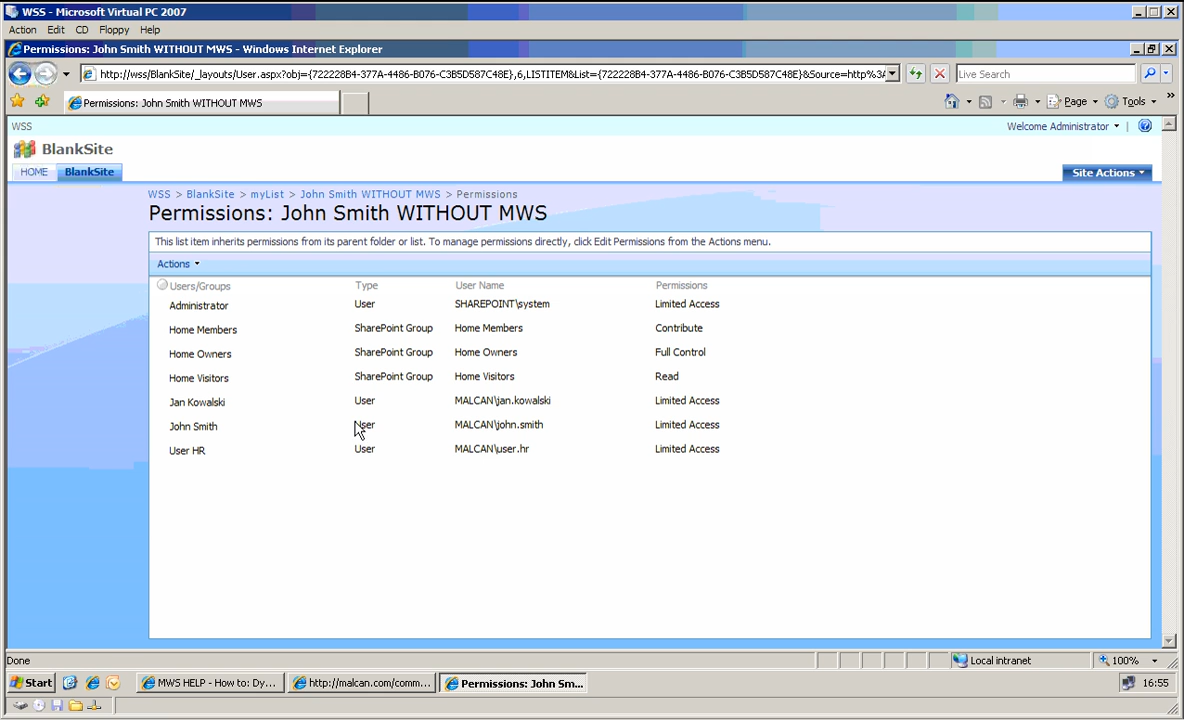 WSS - Microsoft Virtual PC 2007
Action Edit CD Floppy Help
Permissions: John Smith WITHOUT MWS - Windows Internet Explorer
http://wss/BlankSite/_layouts/User.aspx?obj={722228B4-377A-4486-B076-C3B5D587C48E},6,LISTITEM&List={722228B4-377A-4486-B076-C3B5D587C48E}&Source=http%3A
Live Search
Permissions: John Smith WITHOUT MWS
Page Tools »
WSS
Welcome Administrator
BlankSite
HOME BlankSite
Site Actions
WSS > BlankSite > myList > John Smith WITHOUT MWS > Permissions
Permissions: John Smith WITHOUT MWS
This list item inherits permissions from its parent folder or list. To manage permissions directly, click Edit Permissions from the Actions menu.
Actions
Users/Groups Type User Name Permissions
Administrator User SHAREPOINT\system Limited Access
Home Members SharePoint Group Home Members Contribute
Home Owners SharePoint Group Home Owners Full Control
Home Visitors SharePoint Group Home Visitors Read
Jan Kowalski User MALCAN\jan.kowalski Limited Access
John Smith User MALCAN\john.smith Limited Access
User HR User MALCAN\user.hr Limited Access
Done
Local intranet
100%
Start
MWS HELP - How to: Dy...
http://malcan.com/comm...
Permissions: John Sm...
16:55